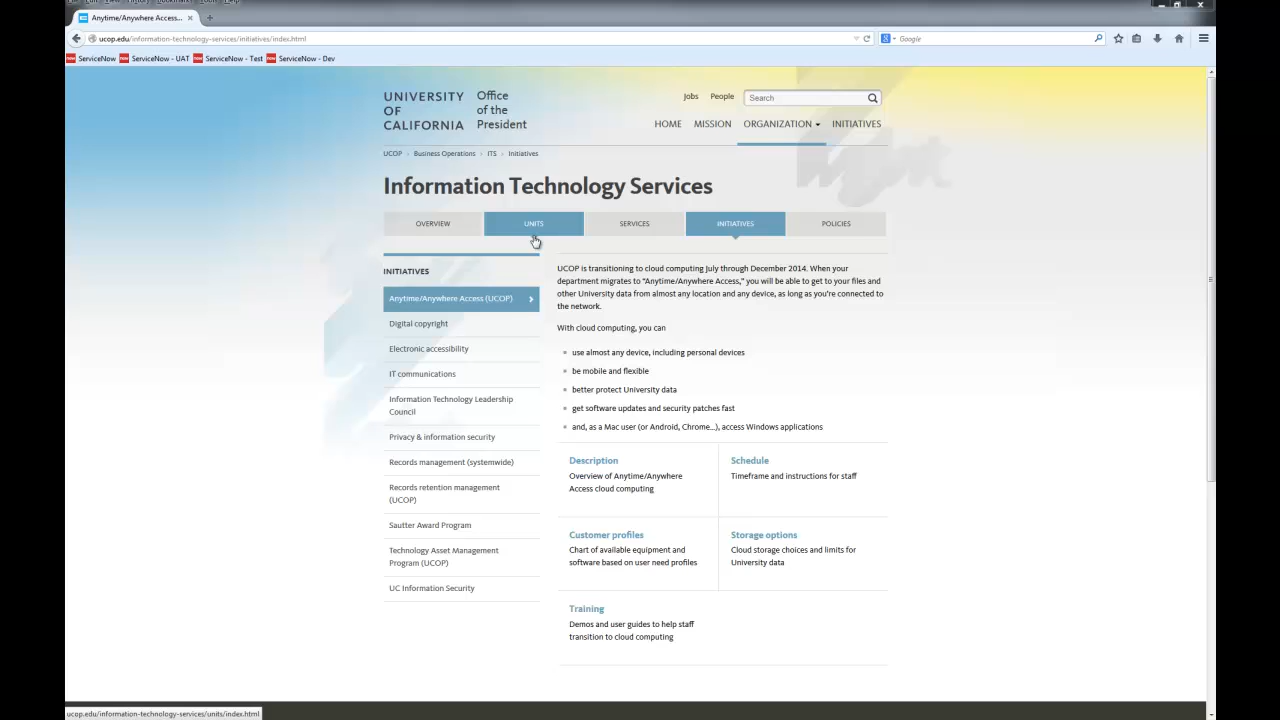 Anytime/Anywhere Access...
ucop.edu/information-technology-services/initiatives/index.html
Google
ServiceNow ServiceNow - UAT ServiceNow - Test ServiceNow - Dev
UNIVERSITY
OF
CALIFORNIA
Office
of the
President
Jobs People Search
HOME MISSION ORGANIZATION INITIATIVES
UCOP Business Operations ITS Initiatives
Information Technology Services
OVERVIEW UNITS SERVICES INITIATIVES POLICIES
INITIATIVES
Anytime/Anywhere Access (UCOP)
Digital copyright
Electronic accessibility
IT communications
Information Technology Leadership
Council
Privacy & information security
Records management (systemwide)
Records retention management
(UCOP)
Sautter Award Program
Technology Asset Management
Program (UCOP)
UC Information Security
UCOP is transitioning to cloud computing July through December 2014. When your
department migrates to "Anytime/Anywhere Access," you will be able to get to your files and
other University data from almost any location and any device, as long as you're connected to
the network.
With cloud computing, you can
use almost any device, including personal devices
be mobile and flexible
better protect University data
get software updates and security patches fast
and, as a Mac user (or Android, Chrome...), access Windows applications
Description
Overview of Anytime/Anywhere
Access cloud computing
Schedule
Timeframe and instructions for staff
Customer profiles
Chart of available equipment and
software based on user need profiles
Storage options
Cloud storage choices and limits for
University data
Training
Demos and user guides to help staff
transition to cloud computing
ucop.edu/information-technology-services/units/index.html